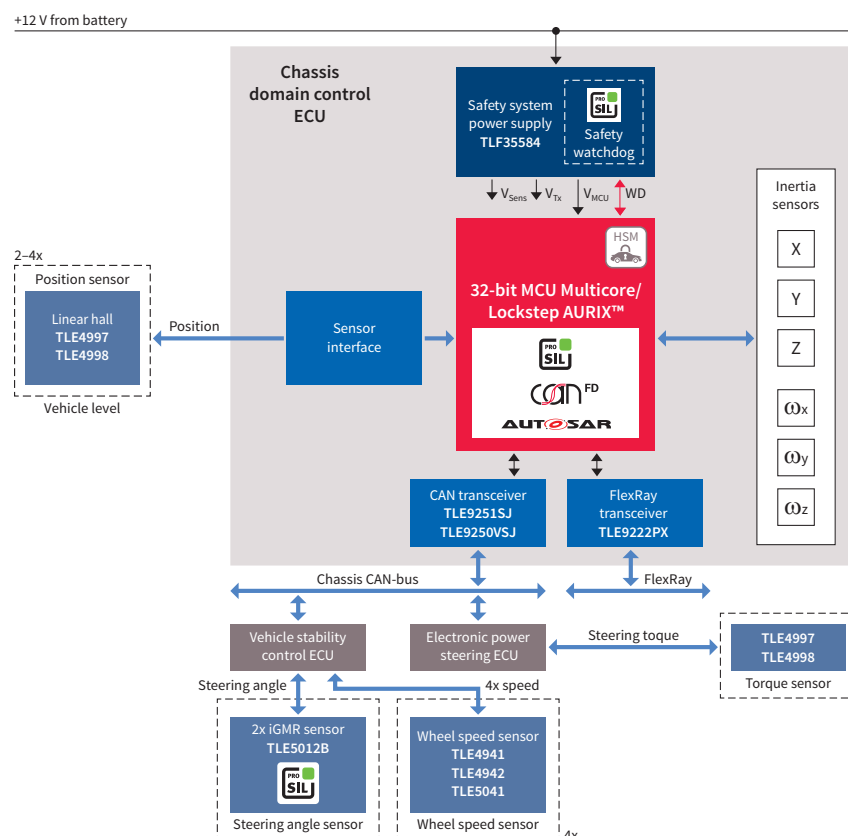 +12 V from battery
Chassis
domain control
ECU
Safety system
power supply
TLF35584
PRO
SIL
Safety
watchdog
VSens
VTx
VMCU
WD
Inertia
sensors
X
Y
Z
ωx
ωy
ωz
HSM
32-bit MCU Multicore/
Lockstep AURIX™
PRO
SIL
CAN FD
AUTOSAR
2–4x
Position sensor
Linear hall
TLE4997
TLE4998
Vehicle level
Position
Sensor
interface
CAN transceiver
TLE9251SJ
TLE9250VSJ
FlexRay
transceiver
TLE9222PX
Chassis CAN-bus
FlexRay
Vehicle stability
control ECU
Electronic power
steering ECU
Steering toque
TLE4997
TLE4998
Torque sensor
Steering angle
4x speed
2x iGMR sensor
TLE5012B
PRO
SIL
Steering angle sensor
Wheel speed sensor
TLE4941
TLE4942
TLE5041
Wheel speed sensor
4x